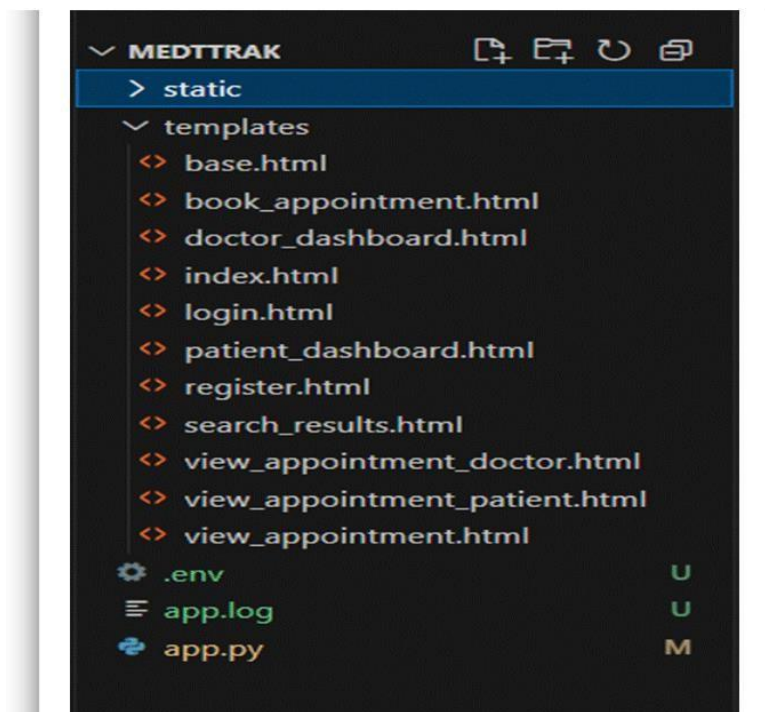 MEDTTRAK
static
templates
base.html
book_appointment.html
doctor_dashboard.html
index.html
login.html
patient_dashboard.html
register.html
search_results.html
view_appointment_doctor.html
view_appointment_patient.html
view_appointment.html
.env U
app.log U
app.py M